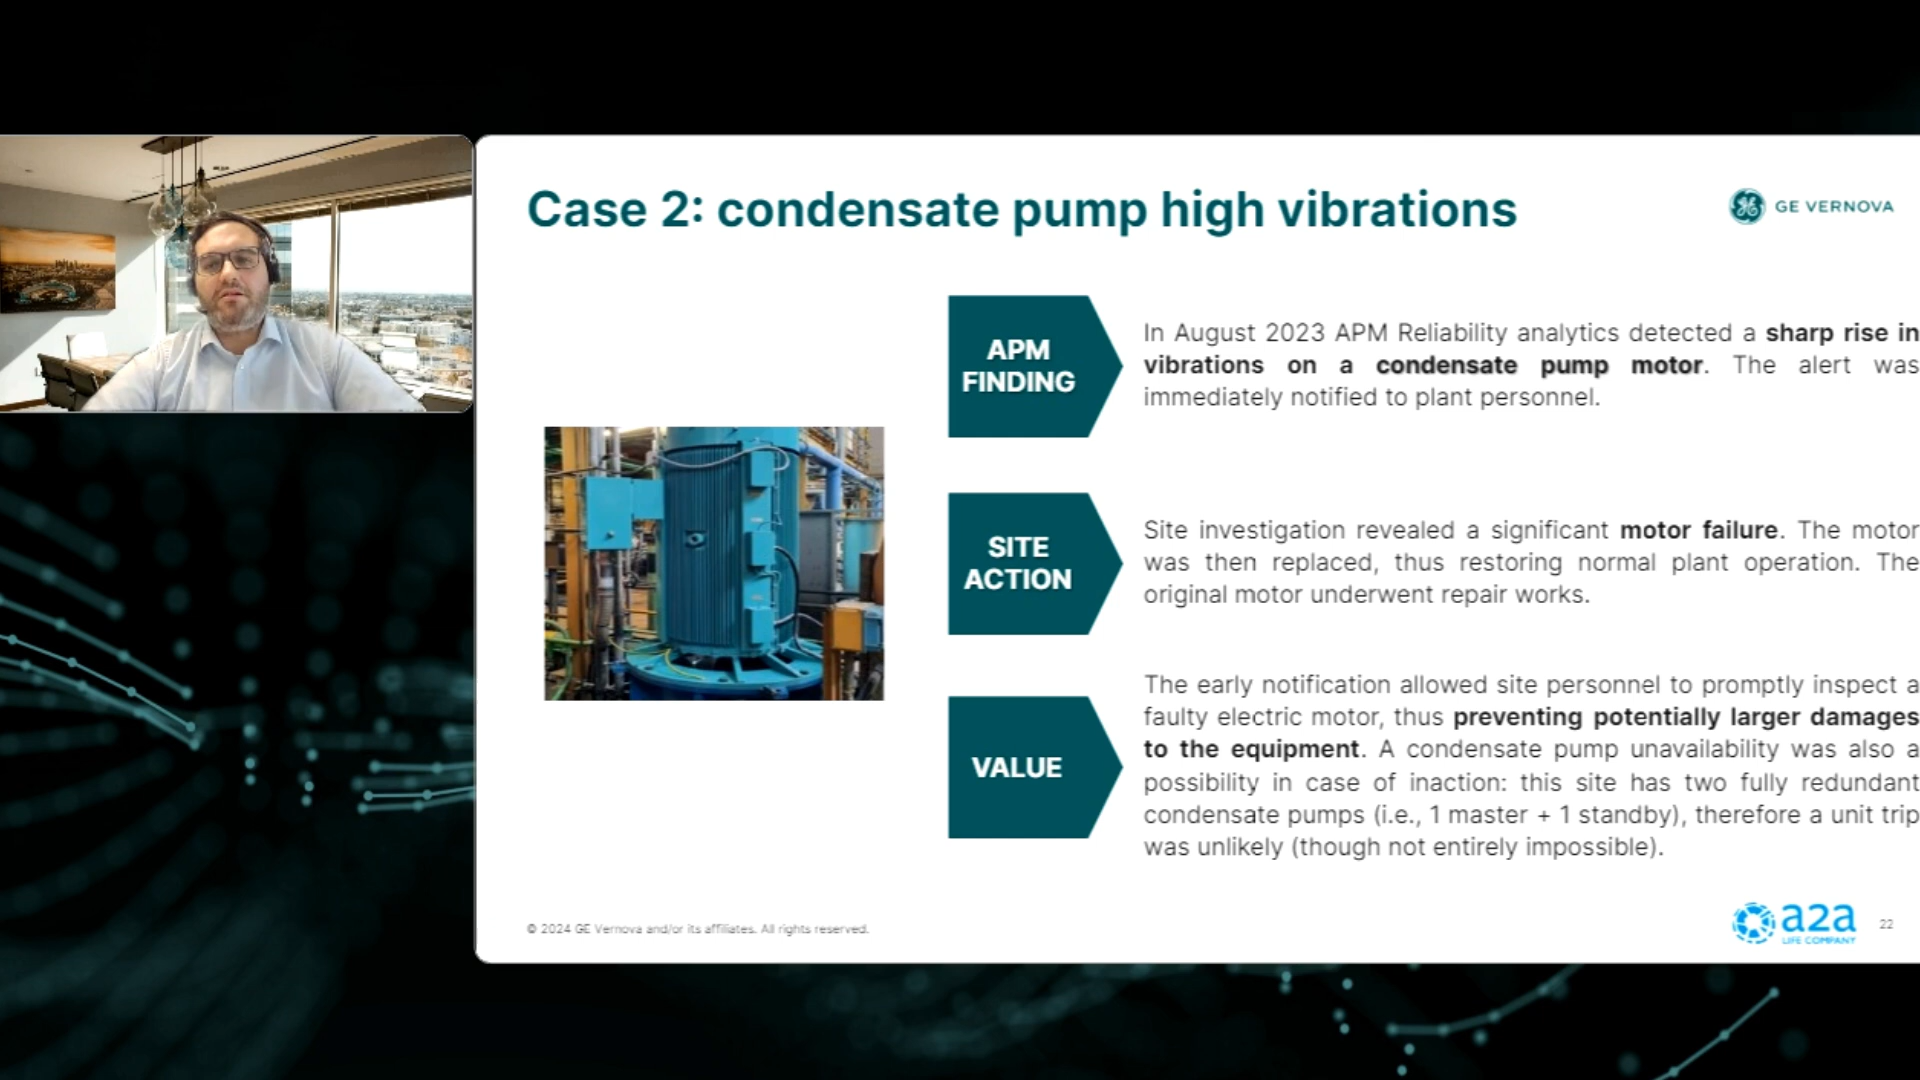 Case 2: condensate pump high vibrations
GE VERNOVA
APM
FINDING
In August 2023 APM Reliability analytics detected a sharp rise in
vibrations on a condensate pump motor. The alert was
immediately notified to plant personnel.
SITE
ACTION
Site investigation revealed a significant motor failure. The motor
was then replaced, thus restoring normal plant operation. The
original motor underwent repair works.
VALUE
The early notification allowed site personnel to promptly inspect a
faulty electric motor, thus preventing potentially larger damages
to the equipment. A condensate pump unavailability was also a
possibility in case of inaction: this site has two fully redundant
condensate pumps (i.e., 1 master + 1 standby), therefore a unit trip
was unlikely (though not entirely impossible).
© 2024 GE Vernova and/or its affiliates. All rights reserved.
a2a
LIFE COMPANY
22